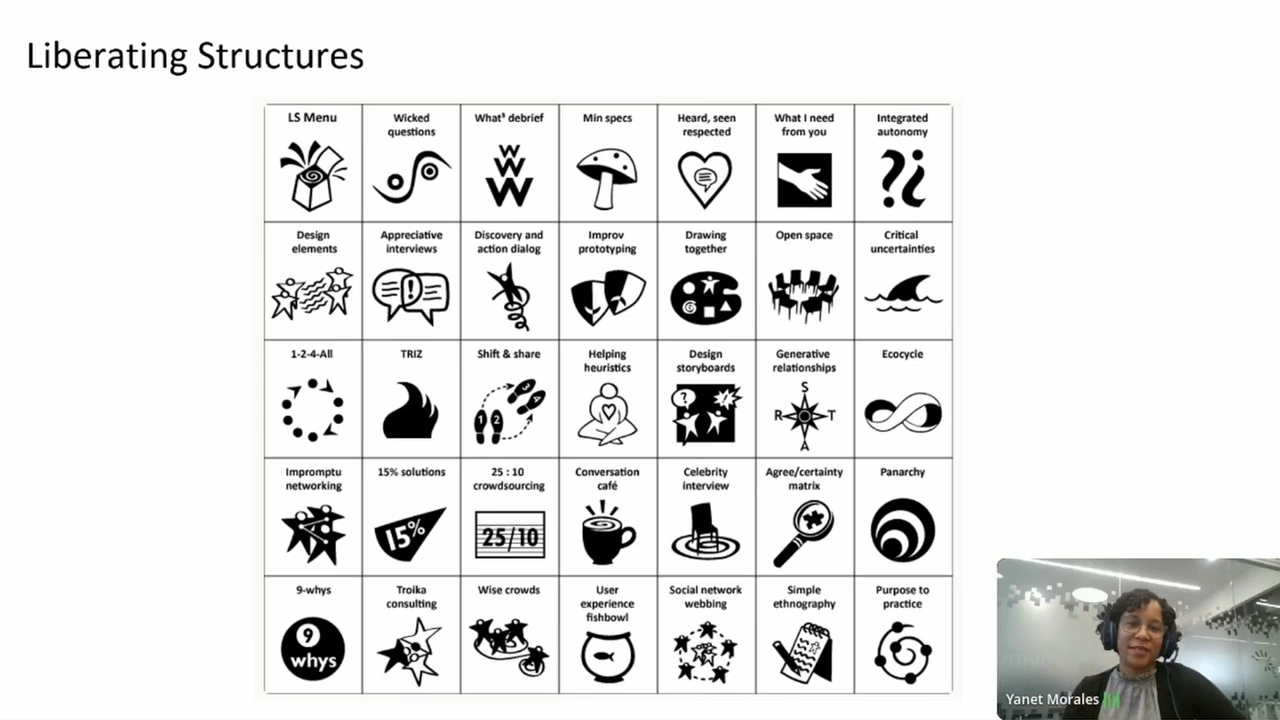 Liberating Structures
LS Menu
Wicked
questions
What³ debrief
W
W
W
Min specs
Heard, seen
respected
What I need
from you
Integrated
autonomy
?¿
Design
elements
Appreciative
interviews
!
Discovery and
action dialog
Improv
prototyping
Drawing
together
Open space
Critical
uncertainties
1-2-4-All
TRIZ
Shift & share
1 2 3 4
Helping
heuristics
Design
storyboards
?
Generative
relationships
S
R T
A
Ecocycle
Impromptu
networking
15% solutions
15%
25 : 10
crowdsourcing
25/10
Conversation
café
Celebrity
interview
Agree/certainty
matrix
Panarchy
9-whys
9
whys
Troika
consulting
Wise crowds
User
experience
fishbowl
Social network
webbing
Simple
ethnography
Purpose to
practice
Yanet Morales